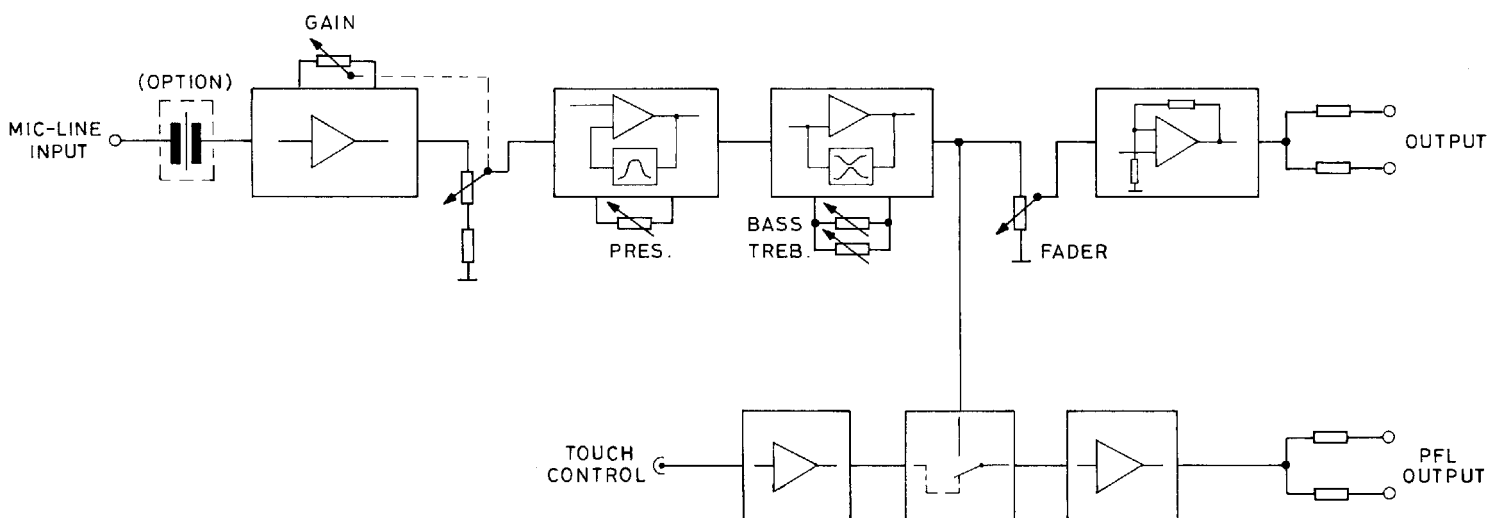 GAIN
(OPTION)
MIC-LINE
INPUT
OUTPUT
PRES.
BASS
TREB.
FADER
TOUCH
CONTROL
PFL
OUTPUT